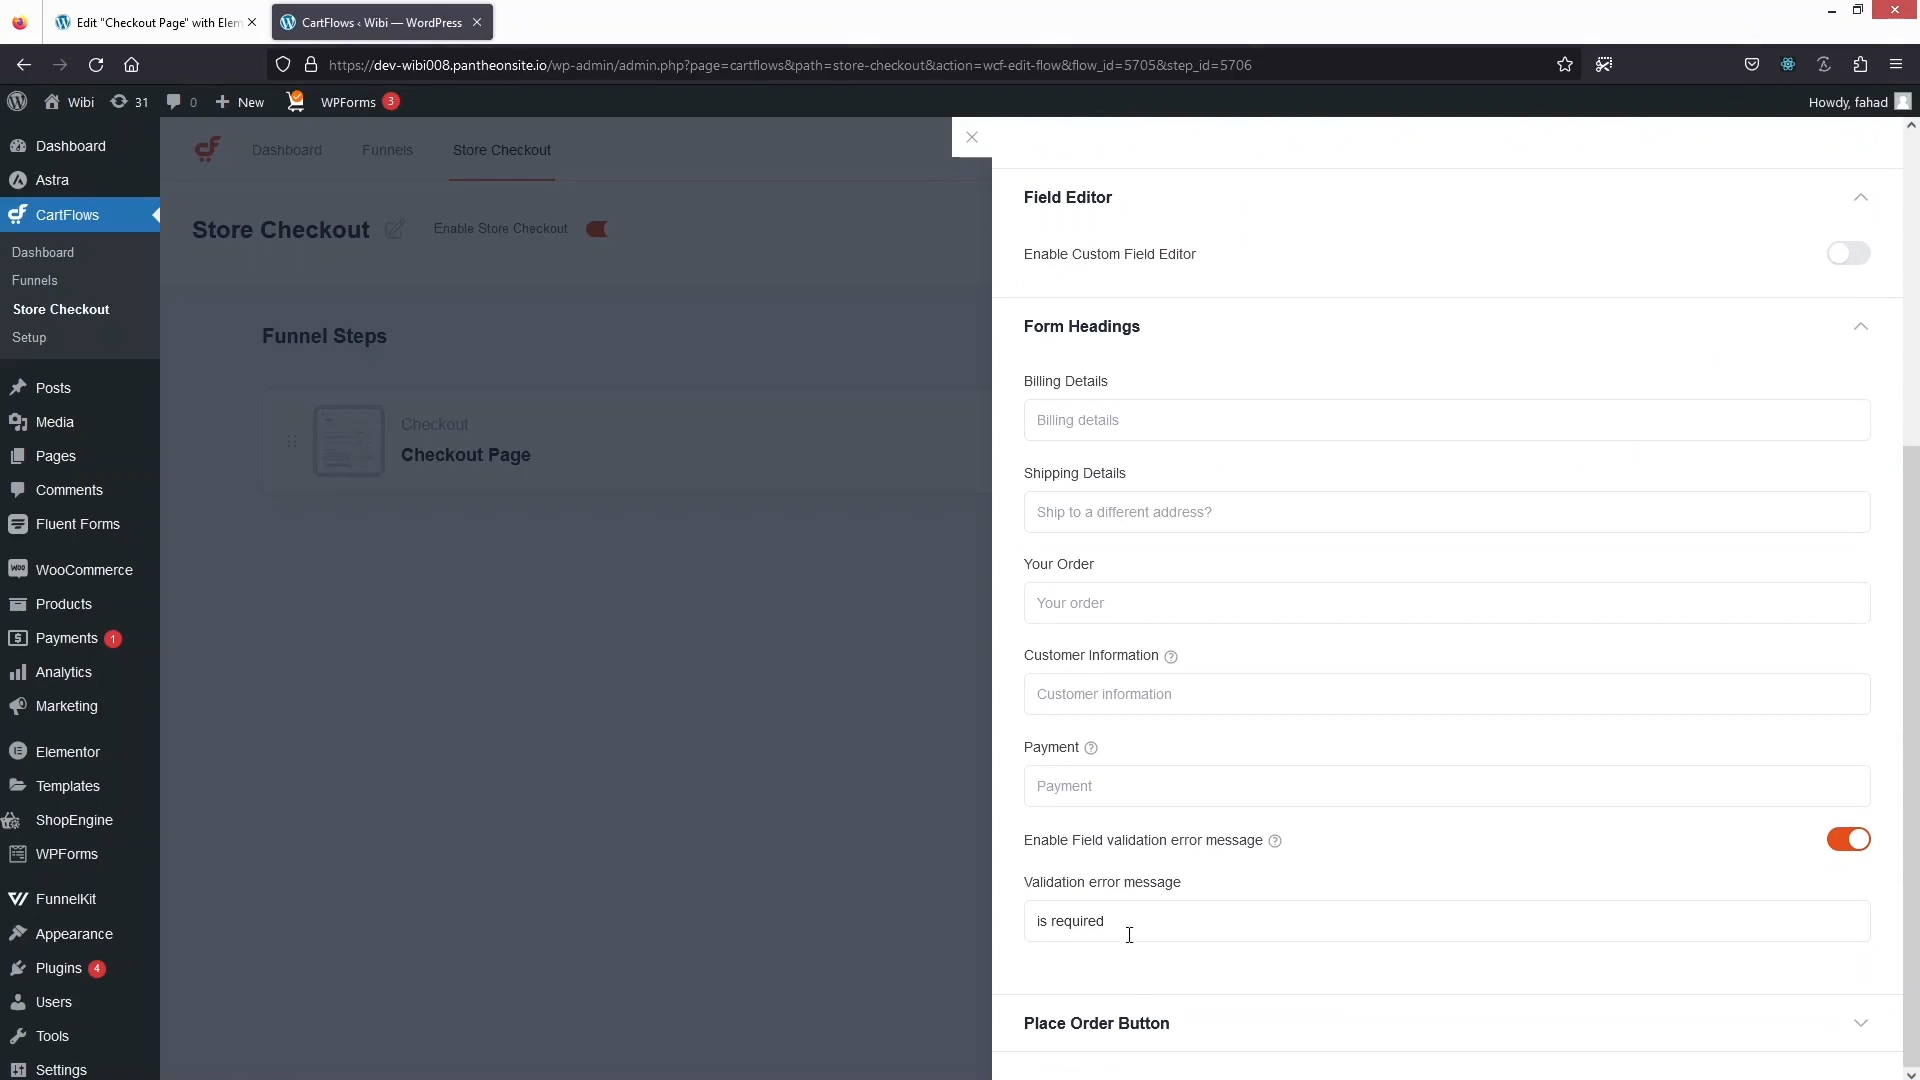 Edit "Checkout Page" with Elem
CartFlows ‹ Wibi — WordPress
https://dev-wibi008.pantheonsite.io/wp-admin/admin.php?page=cartflows&path=store-checkout&action=wcf-edit-flow&flow_id=5705&step_id=5706
Wibi 31 0 New WPForms 3 Howdy, fahad
Dashboard
Astra
CartFlows
Dashboard
Funnels
Store Checkout
Setup
Posts
Media
Pages
Comments
Fluent Forms
WooCommerce
Products
Payments 1
Analytics
Marketing
Elementor
Templates
ShopEngine
WPForms
FunnelKit
Appearance
Plugins 4
Users
Tools
Settings
Dashboard Funnels Store Checkout
Store Checkout Enable Store Checkout
Funnel Steps
Checkout
Checkout Page
Field Editor
Enable Custom Field Editor
Form Headings
Billing Details
Billing details
Shipping Details
Ship to a different address?
Your Order
Your order
Customer Information
Customer information
Payment
Payment
Enable Field validation error message
Validation error message
is required
Place Order Button